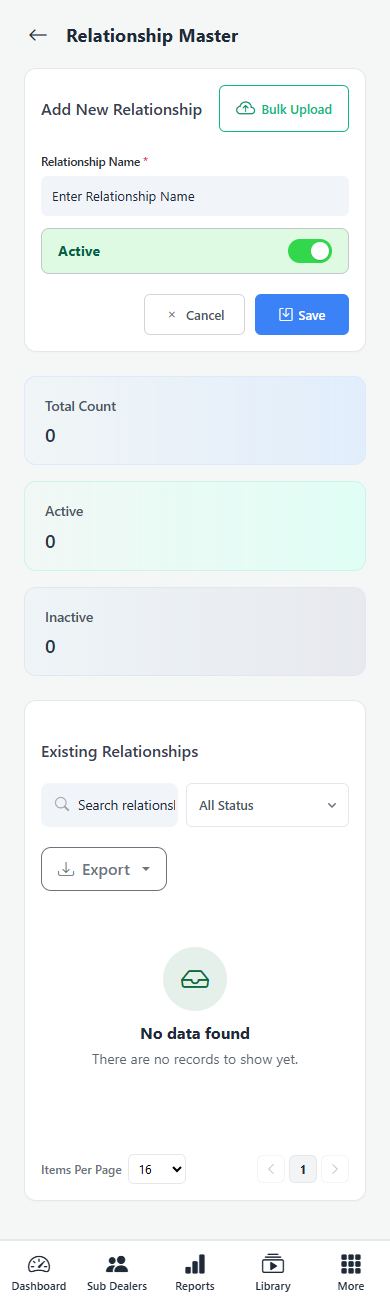 Relationship Master
Add New Relationship
Bulk Upload
Relationship Name *
Enter Relationship Name
Active
× Cancel
Save
Total Count
0
Active
0
Inactive
0
Existing Relationships
Search relations
All Status
Export
No data found
There are no records to show yet.
Items Per Page
16
1
Dashboard
Sub Dealers
Reports
Library
More